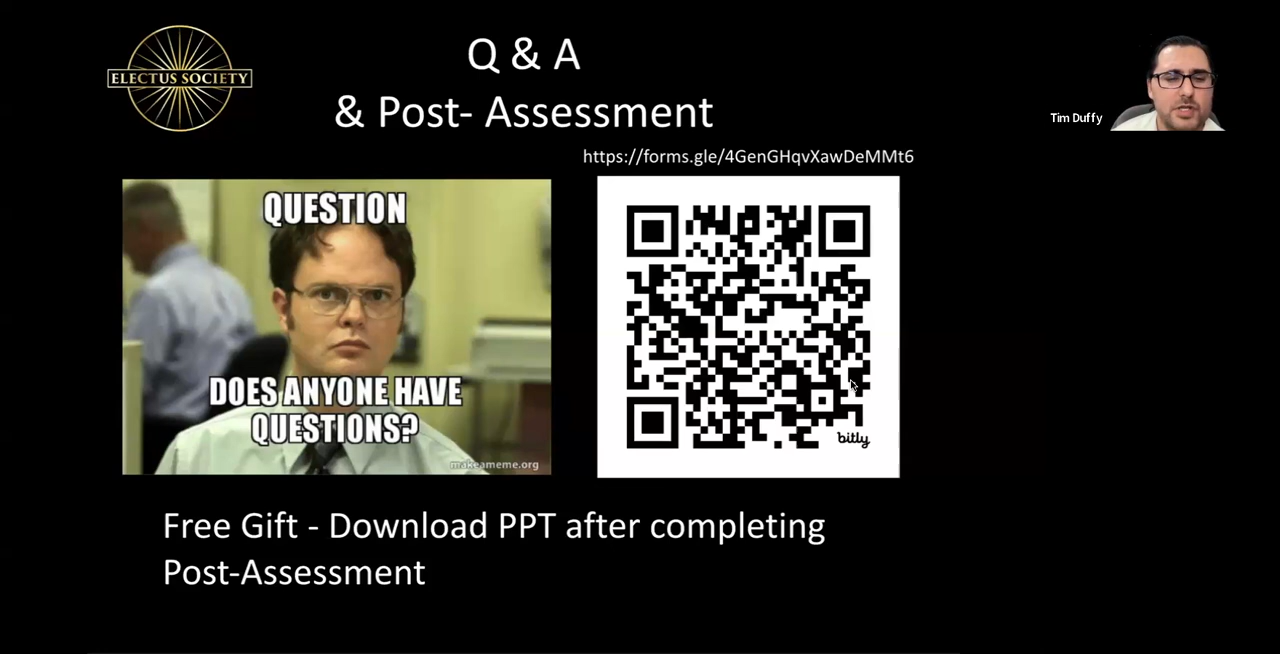 ELECTUS SOCIETY
Q & A
& Post- Assessment
Tim Duffy
https://forms.gle/4GenGHqvXawDeMMt6
QUESTION
DOES ANYONE HAVE
QUESTIONS?
makeameme.org
bitly
Free Gift - Download PPT after completing
Post-Assessment